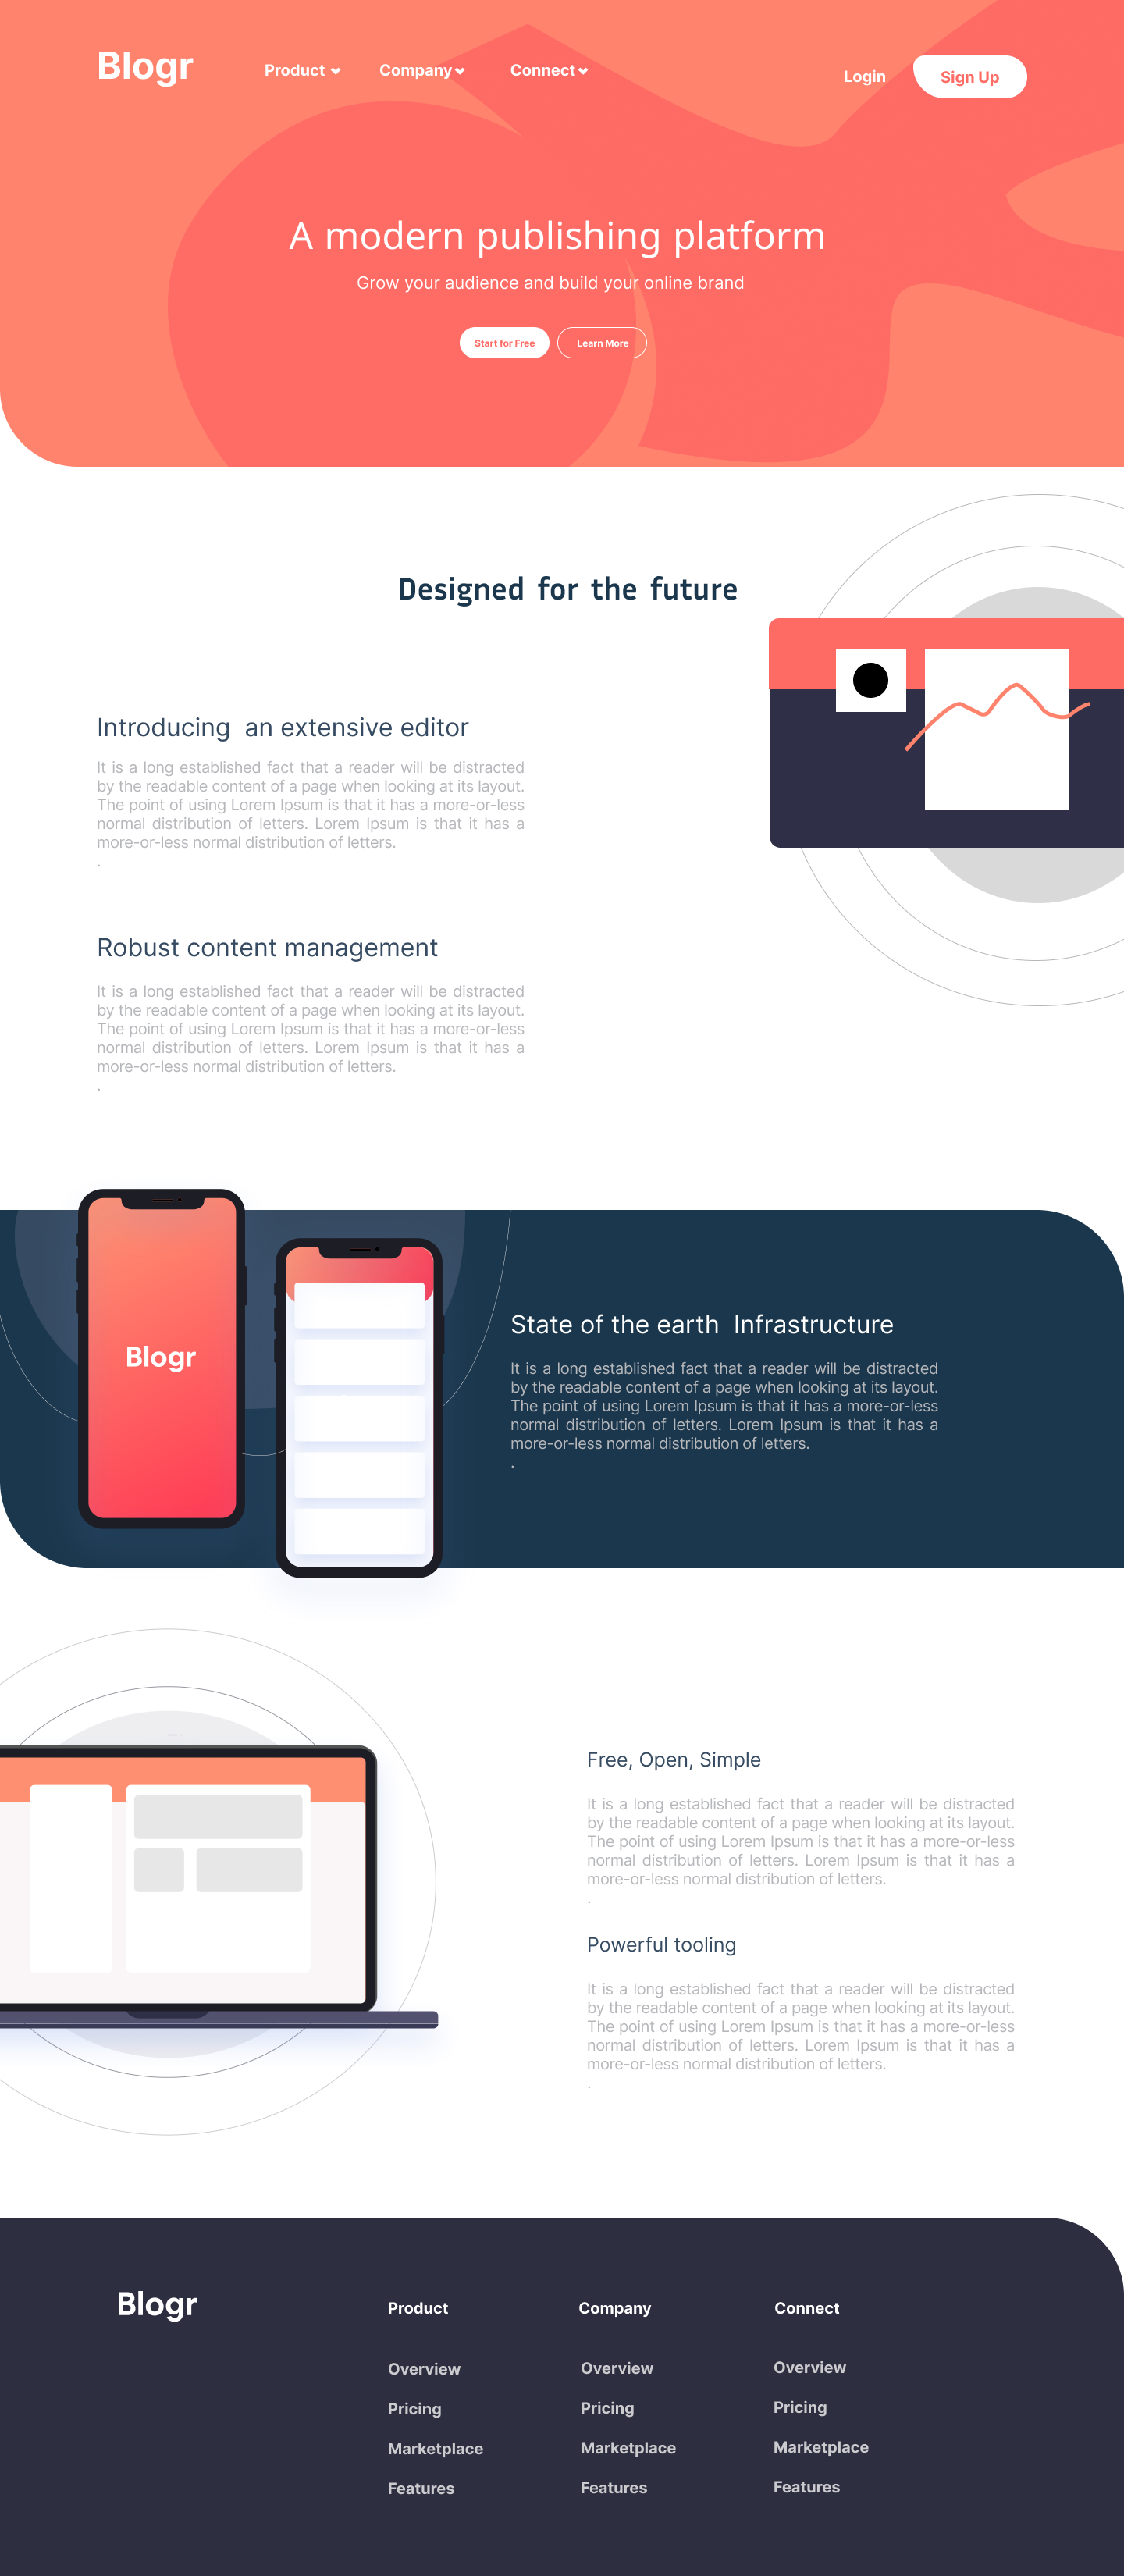 Blogr
Product
Company
Connect
Login
Sign Up
A modern publishing platform
Grow your audience and build your online brand
Start for Free
Learn More
Designed for the future
Introducing an extensive editor
It is a long established fact that a reader will be distracted
by the readable content of a page when looking at its layout.
The point of using Lorem Ipsum is that it has a more-or-less
normal distribution of letters. Lorem Ipsum is that it has a
more-or-less normal distribution of letters.
.
Robust content management
It is a long established fact that a reader will be distracted
by the readable content of a page when looking at its layout.
The point of using Lorem Ipsum is that it has a more-or-less
normal distribution of letters. Lorem Ipsum is that it has a
more-or-less normal distribution of letters.
.
Blogr
State of the earth Infrastructure
It is a long established fact that a reader will be distracted
by the readable content of a page when looking at its layout.
The point of using Lorem Ipsum is that it has a more-or-less
normal distribution of letters. Lorem Ipsum is that it has a
more-or-less normal distribution of letters.
.
Free, Open, Simple
It is a long established fact that a reader will be distracted
by the readable content of a page when looking at its layout.
The point of using Lorem Ipsum is that it has a more-or-less
normal distribution of letters. Lorem Ipsum is that it has a
more-or-less normal distribution of letters.
.
Powerful tooling
It is a long established fact that a reader will be distracted
by the readable content of a page when looking at its layout.
The point of using Lorem Ipsum is that it has a more-or-less
normal distribution of letters. Lorem Ipsum is that it has a
more-or-less normal distribution of letters.
.
Blogr
Product
Overview
Pricing
Marketplace
Features
Company
Overview
Pricing
Marketplace
Features
Connect
Overview
Pricing
Marketplace
Features